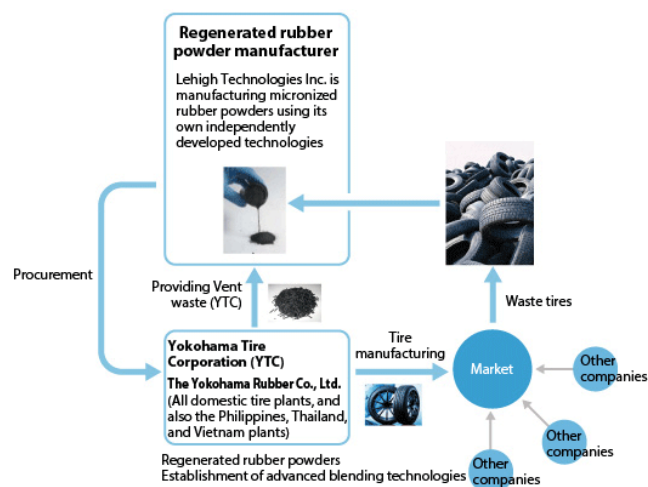 Regenerated rubber
powder manufacturer
Lehigh Technologies Inc. is
manufacturing micronized
rubber powders using its
own independently
developed technologies
Procurement
Providing Vent
waste (YTC)
Waste tires
Yokohama Tire
Corporation (YTC)
The Yokohama Rubber Co., Ltd.
(All domestic tire plants, and
also the Philippines, Thailand,
and Vietnam plants)
Tire
manufacturing
Market
Other
companies
Other
companies
Other
companies
Regenerated rubber powders
Establishment of advanced blending technologies